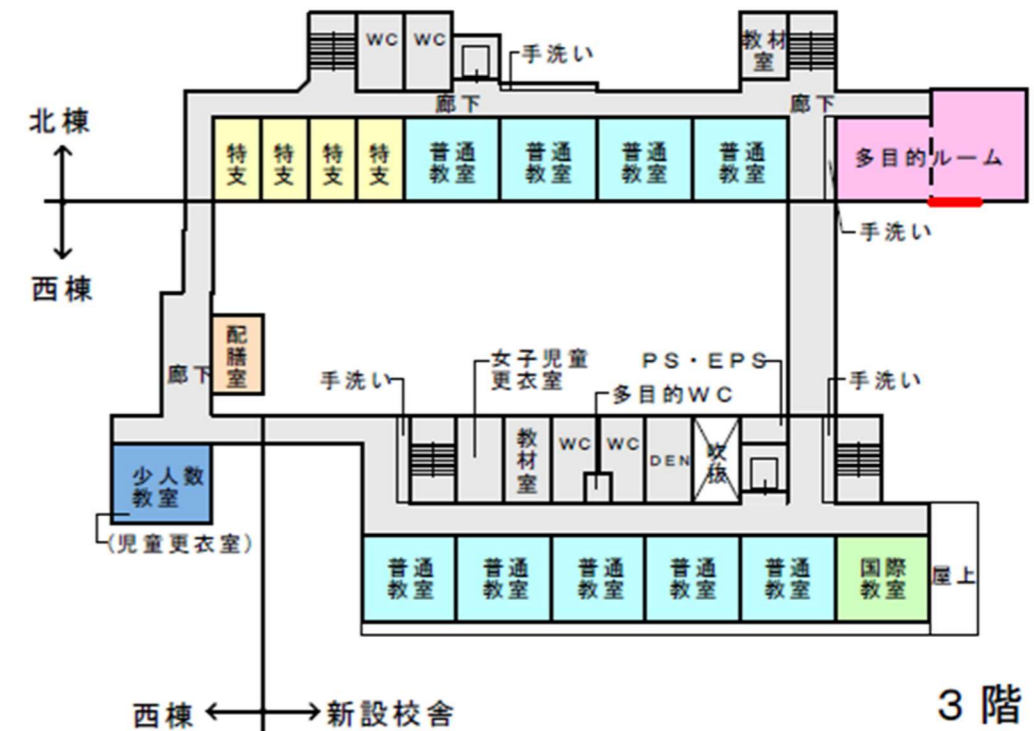 WC
WC
手洗い
教材
室
廊下
廊下
北棟
特支
特支
特支
特支
普通
教室
普通
教室
普通
教室
普通
教室
多目的ルーム
手洗い
西棟
配膳室
廊下
手洗い
女子児童
更衣室
PS・EPS
多目的WC
手洗い
教材室
WC
WC
DEN
吹抜
少人数
教室
(児童更衣室)
普通
教室
普通
教室
普通
教室
普通
教室
普通
教室
国際
教室
屋上
西棟
新設校舎
3階